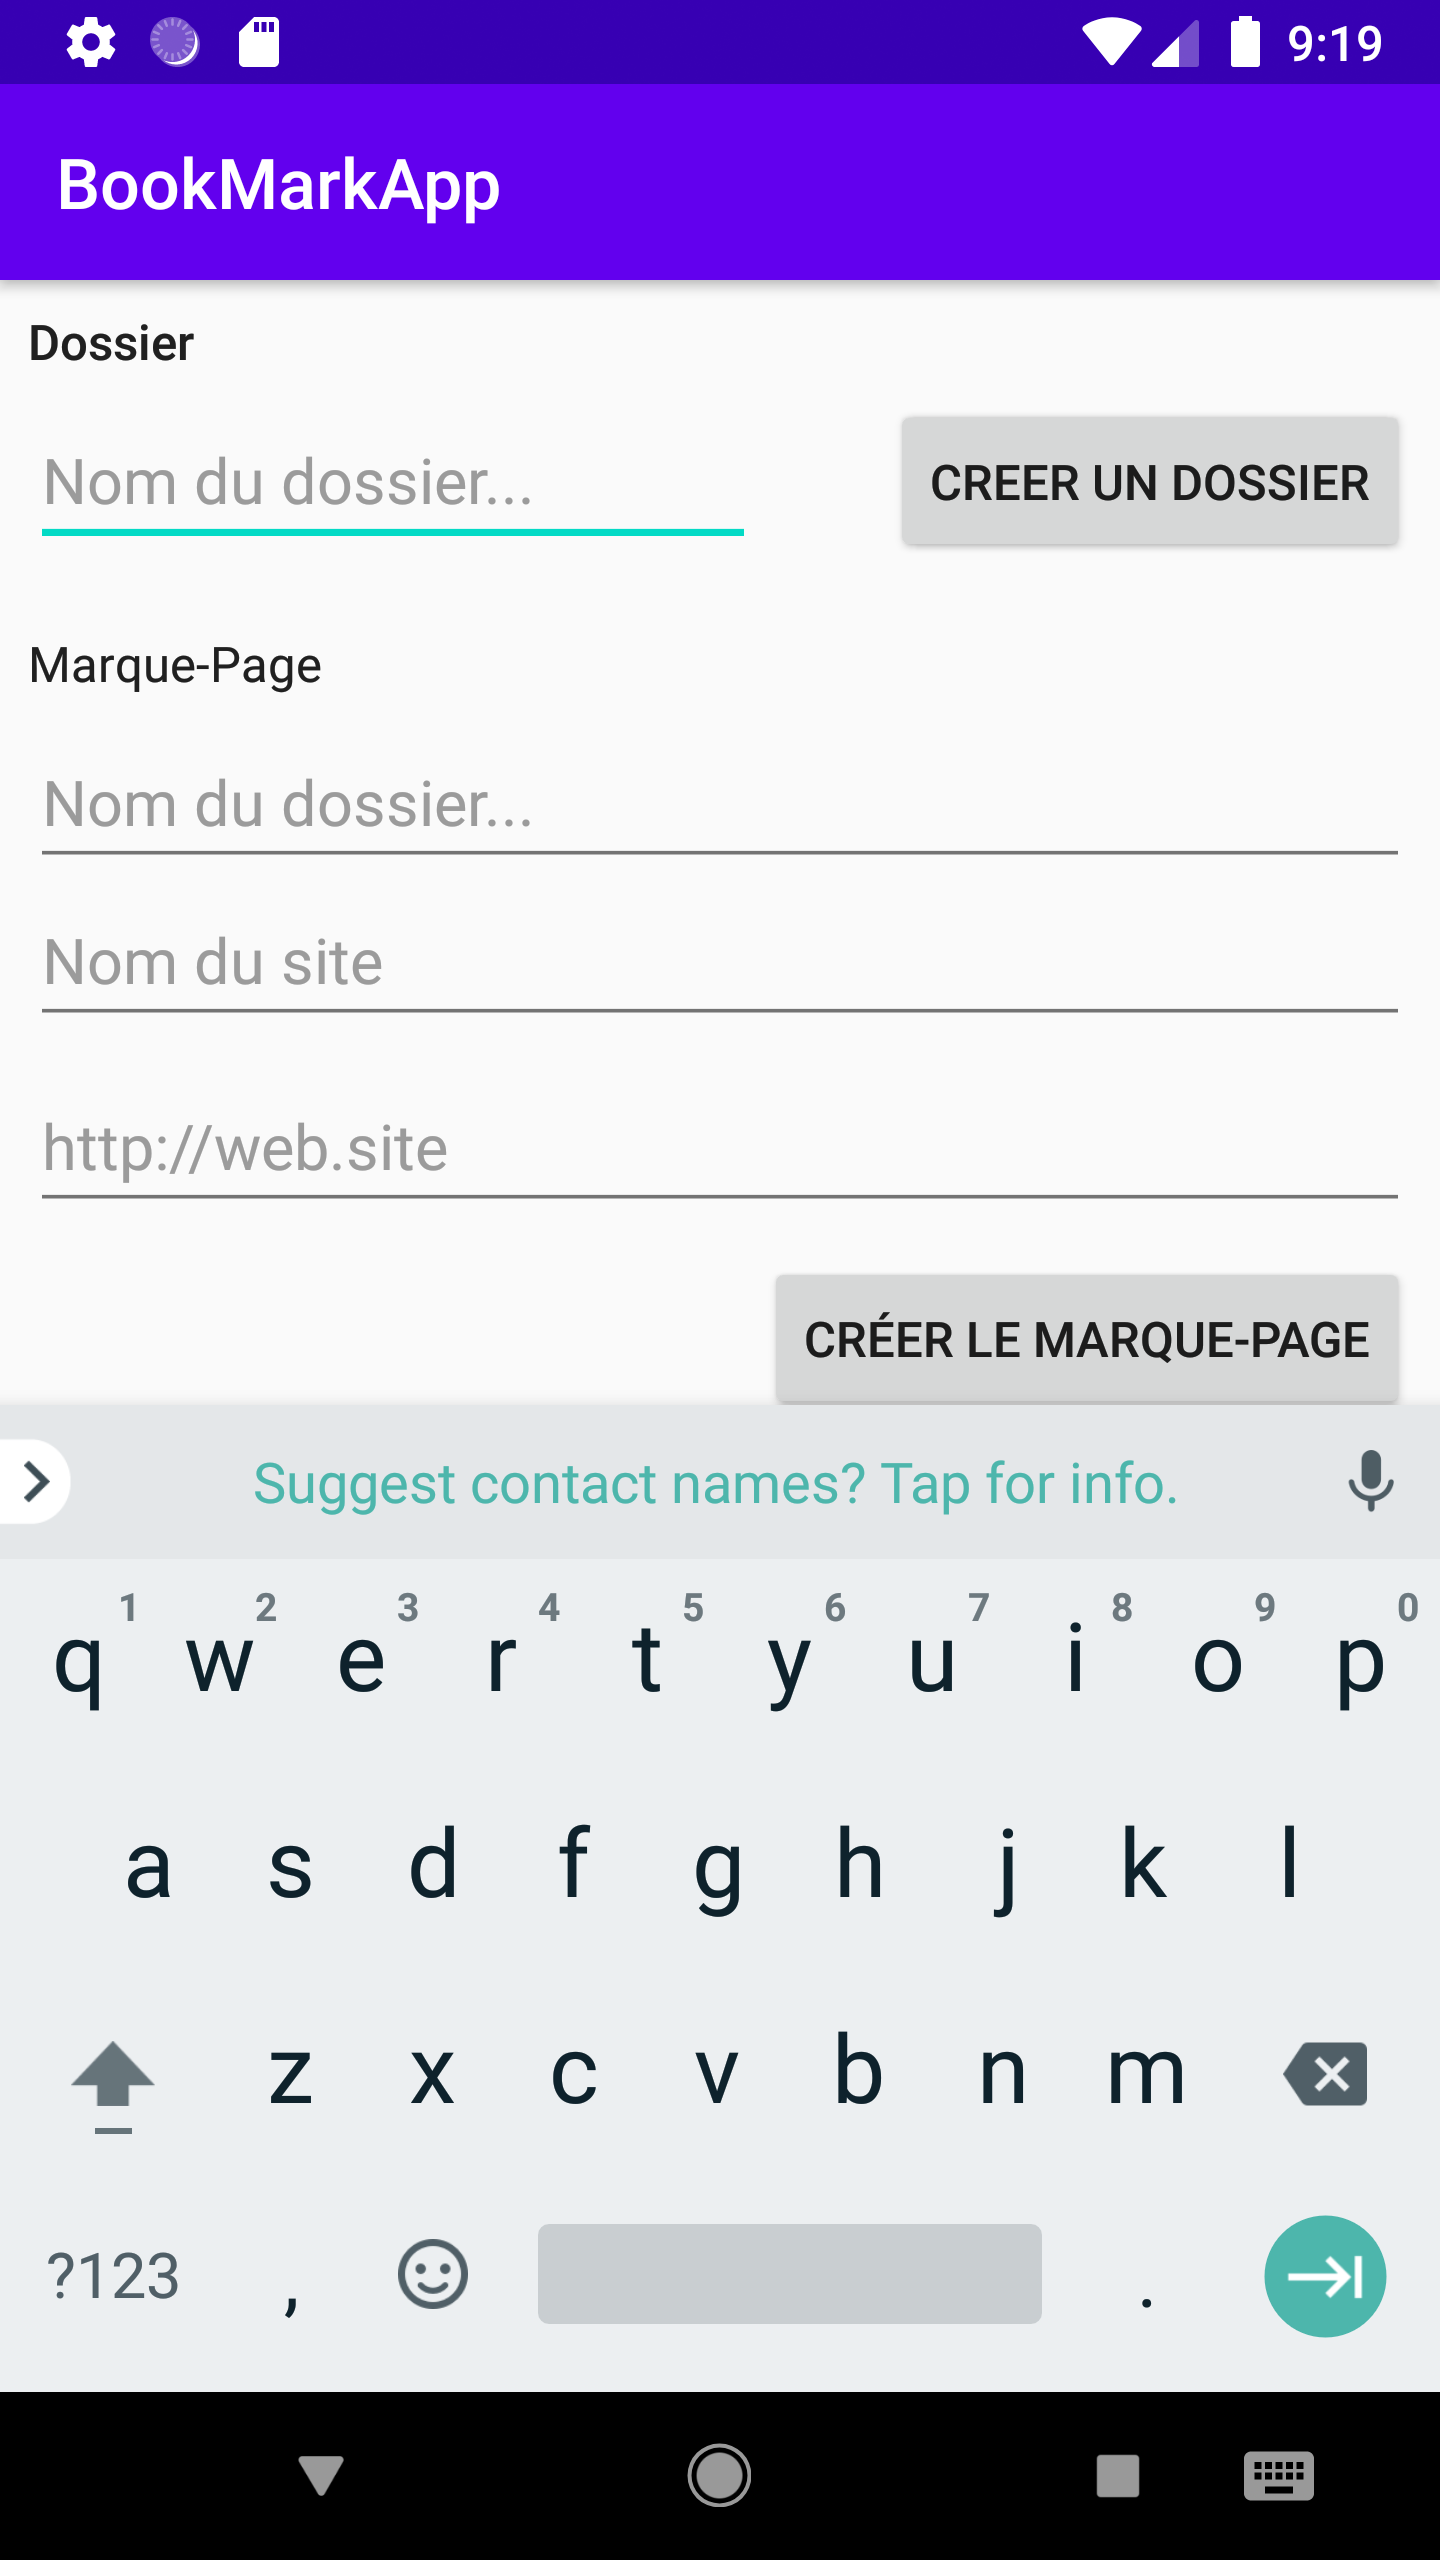 9:19
BookMarkApp
Dossier
Nom du dossier...
CREER UN DOSSIER
Marque-Page
Nom du dossier...
Nom du site
http://web.site
CRÉER LE MARQUE-PAGE
Suggest contact names? Tap for info.
1 2 3 4 5 6 7 8 9 0
q w e r t y u i o p
a s d f g h j k l
z x c v b n m
?123 , .